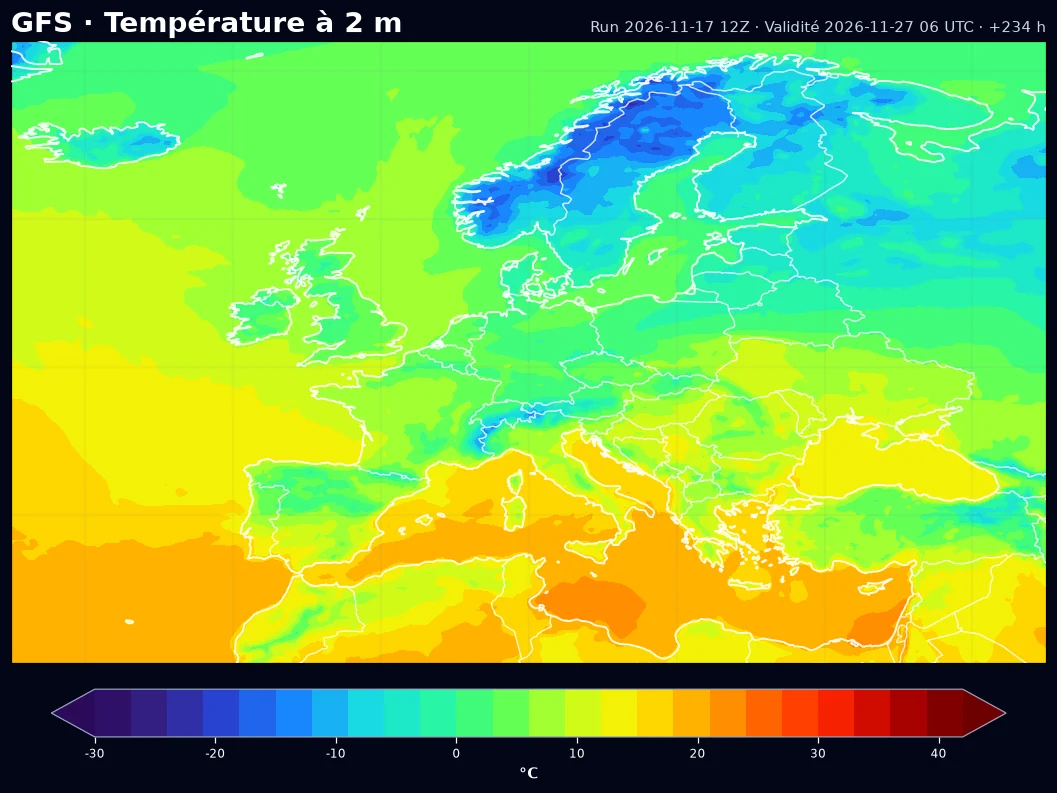 GFS · Température à 2 m
Run 2026-11-17 12Z · Validité 2026-11-27 06 UTC · +234 h
-30 -20 -10 0 10 20 30 40
°C